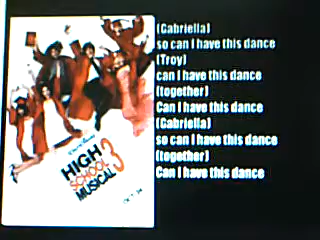 (Gabriella)
so can I have this dance
(Troy)
can I have this dance
(together)
Can I have this dance
(Gabriella)
so can I have this dance
(together)
Can I have this dance
HIGH
SCHOOL
MUSICAL 3